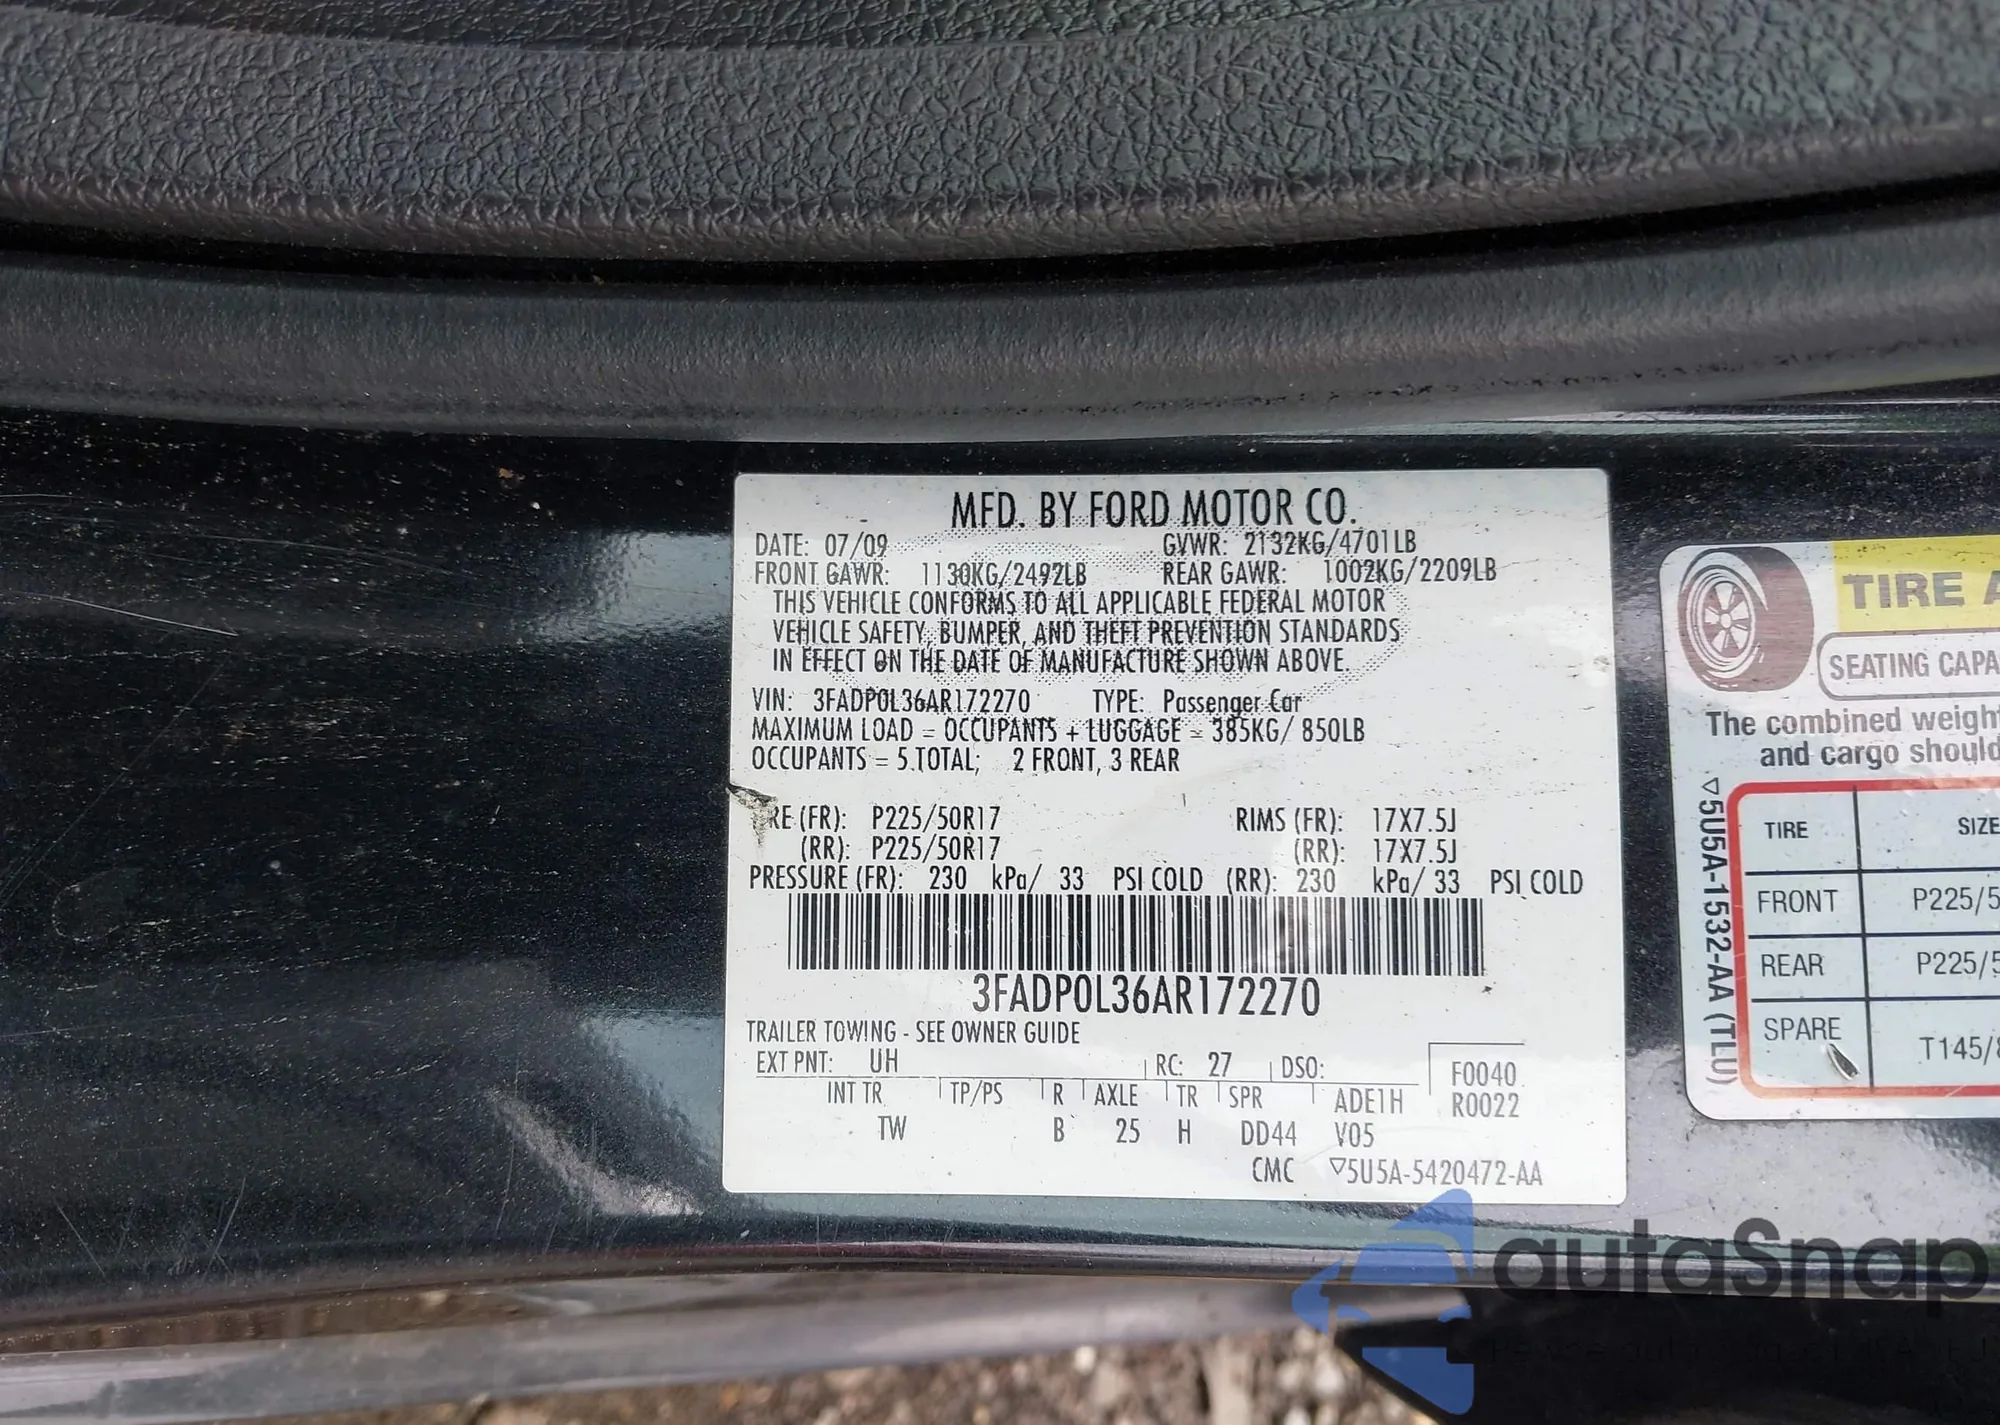 MFD. BY FORD MOTOR CO.
DATE: 07/09 GVWR: 2132KG/4701LB
FRONT GAWR: 1130KG/2492LB REAR GAWR: 1002KG/2209LB
THIS VEHICLE CONFORMS TO ALL APPLICABLE FEDERAL MOTOR
VEHICLE SAFETY, BUMPER, AND THEFT PREVENTION STANDARDS
IN EFFECT ON THE DATE OF MANUFACTURE SHOWN ABOVE.
VIN: 3FADP0L36AR172270 TYPE: Passenger Car
MAXIMUM LOAD = OCCUPANTS + LUGGAGE = 385KG/ 850LB
OCCUPANTS = 5 TOTAL; 2 FRONT, 3 REAR
RE (FR): P225/50R17 RIMS (FR): 17X7.5J
(RR): P225/50R17 (RR): 17X7.5J
PRESSURE (FR): 230 kPa/ 33 PSI COLD (RR): 230 kPa/ 33 PSI COLD
3FADP0L36AR172270
TRAILER TOWING - SEE OWNER GUIDE
EXT PNT: UH RC: 27 DSO: F0040
INT TR TP/PS R AXLE TR SPR ADE1H R0022
TW B 25 H DD44 V05
CMC ▽5U5A-5420472-AA
TIRE A
SEATING CAPA
The combined weight
and cargo should
▽5U5A-1532-AA (TLU)
TIRE SIZE
FRONT P225/5
REAR P225/5
SPARE T145/8
autaSnap